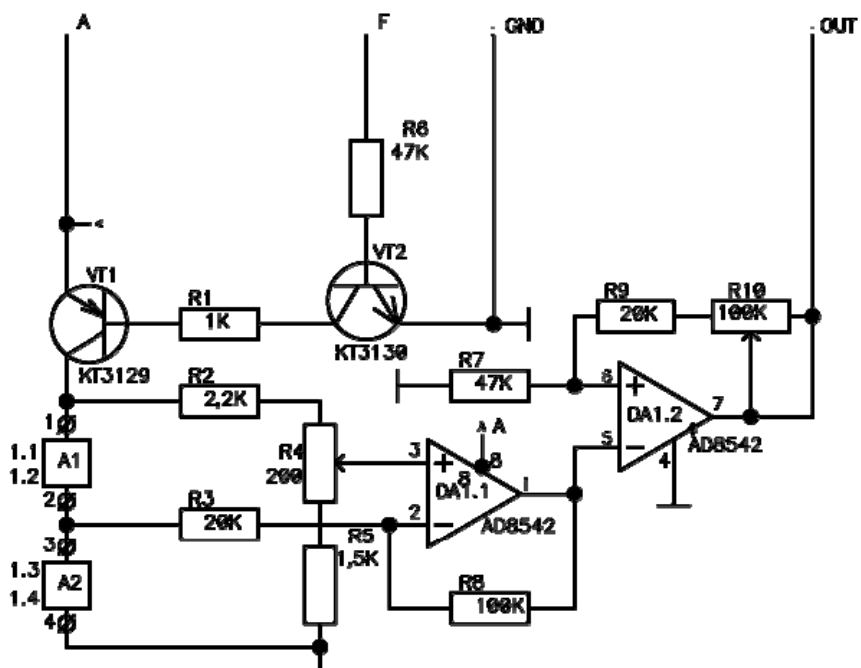 A
F
GND
OUT
R6
47K
VT1
VT2
R1
1K
KT3130
KT3129
R9
20K
R10
100K
R7
47K
6
+
DA1.2
7
5
−
4
AD8542
R2
2,2K
1
1.1
1.2
A1
2
R4
200
A
3
+
8
8
DA1.1
1
2
−
AD8542
R3
20K
R5
1,5K
3
1.3
1.4
A2
4
R8
100K